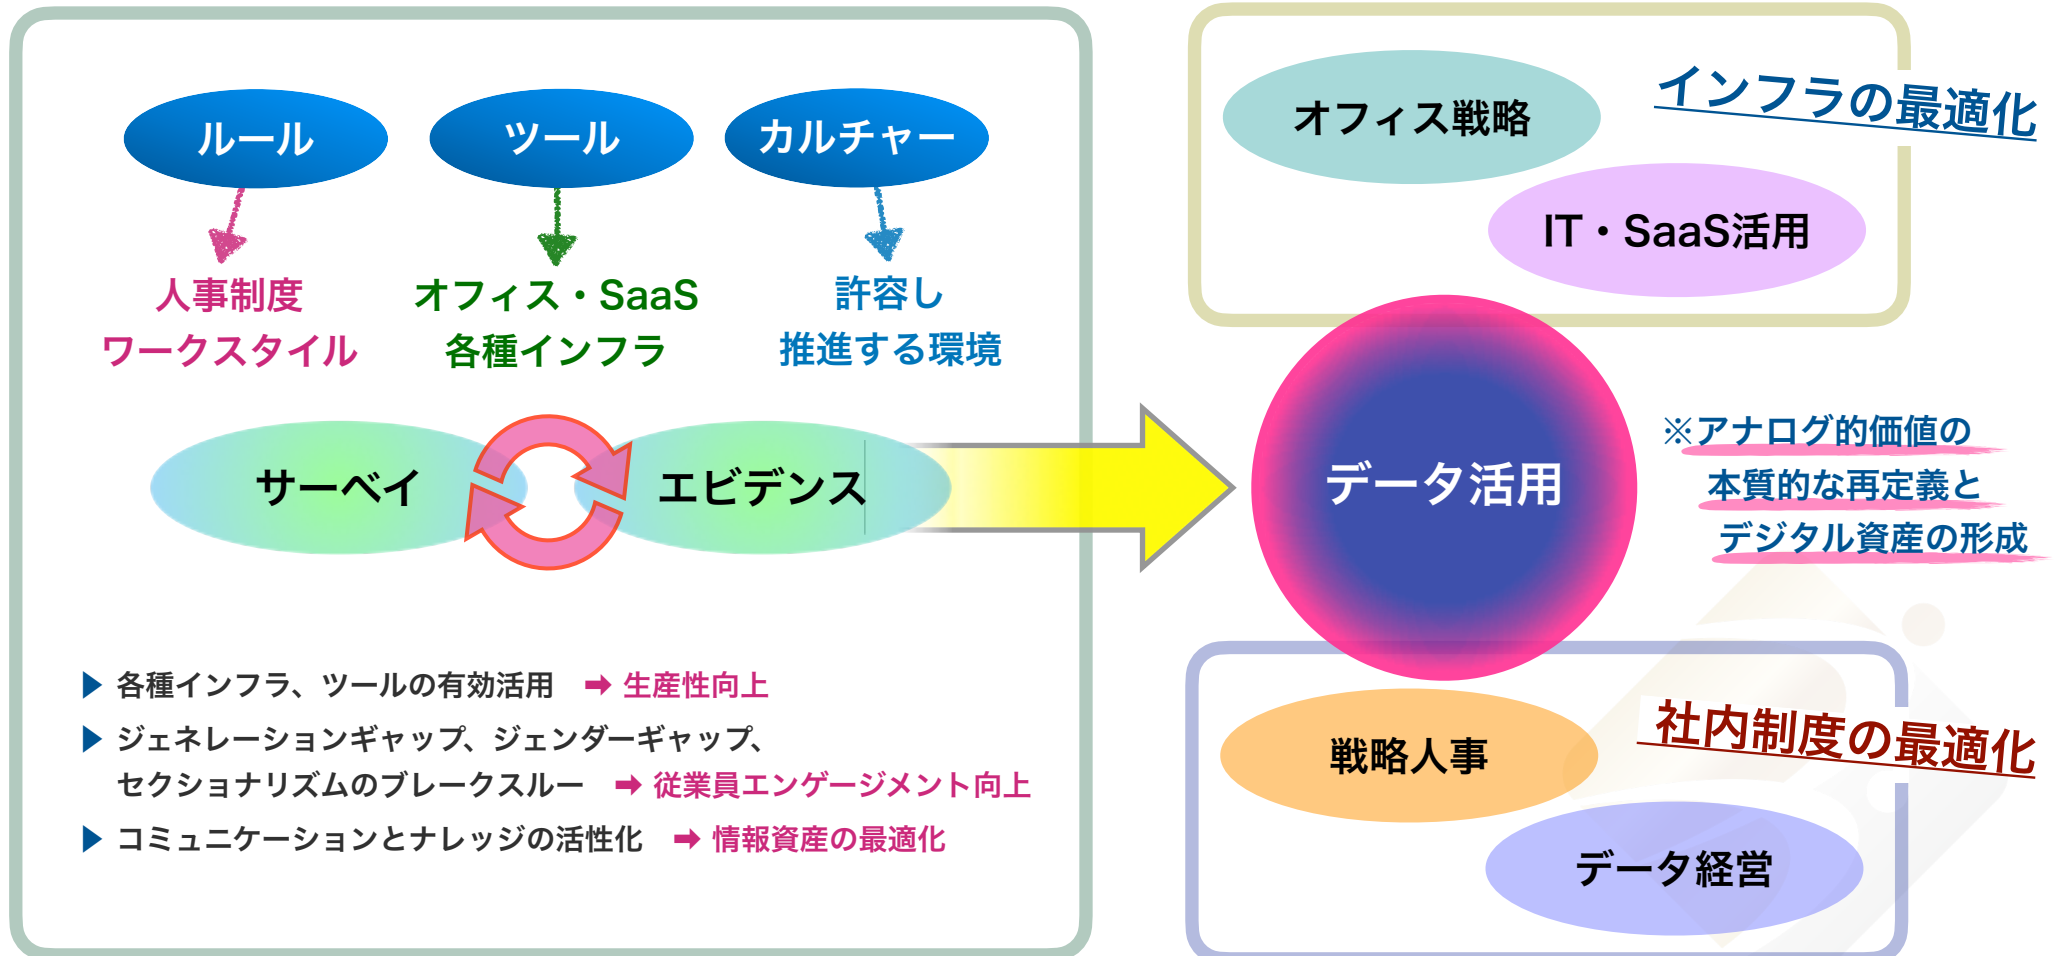 ルール
ツール
カルチャー
人事制度
ワークスタイル
オフィス・SaaS
各種インフラ
許容し
推進する環境
サーベイ
エビデンス
▶ 各種インフラ、ツールの有効活用 ➡ 生産性向上
▶ ジェネレーションギャップ、ジェンダーギャップ、
セクショナリズムのブレークスルー ➡ 従業員エンゲージメント向上
▶ コミュニケーションとナレッジの活性化 ➡ 情報資産の最適化
オフィス戦略
インフラの最適化
IT・SaaS活用
データ活用
※アナログ的価値の
本質的な再定義と
デジタル資産の形成
社内制度の最適化
戦略人事
データ経営